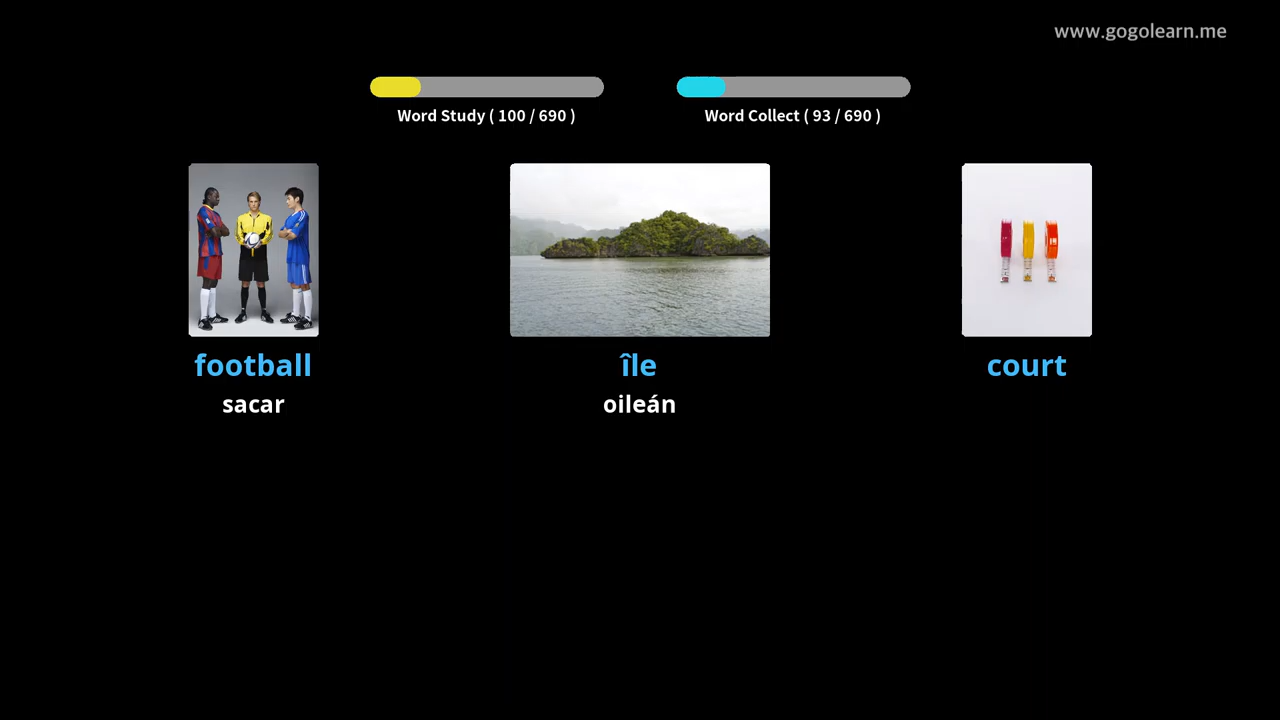 www.gogolearn.me
Word Study ( 100 / 690 )
Word Collect ( 93 / 690 )
football
île
court
sacar
oileán